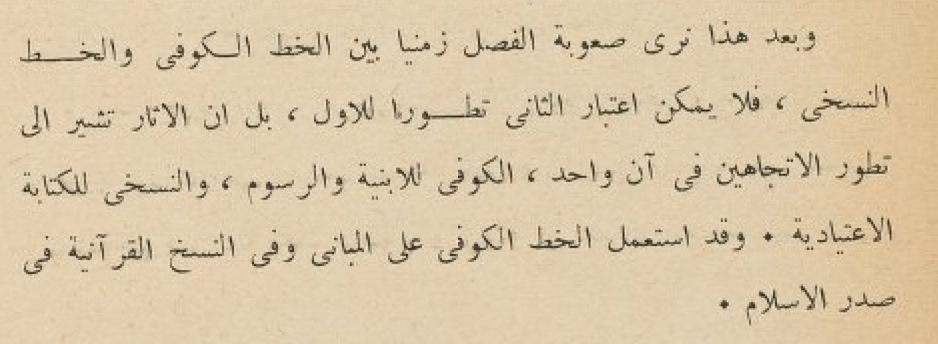 وبعد هذا نرى صعوبة الفصل زمنيا بين الخط الكوفى والخط
النسخى ، فلا يمكن اعتبار الثانى تطورا للاول ، بل ان الاثار تشير الى
تطور الاتجاهين فى آن واحد ، الكوفى للابنية والرسوم ، والنسخى للكتابة
الاعتيادية • وقد استعمل الخط الكوفى على المبانى وفى النسخ القرآنية فى
صدر الاسلام •